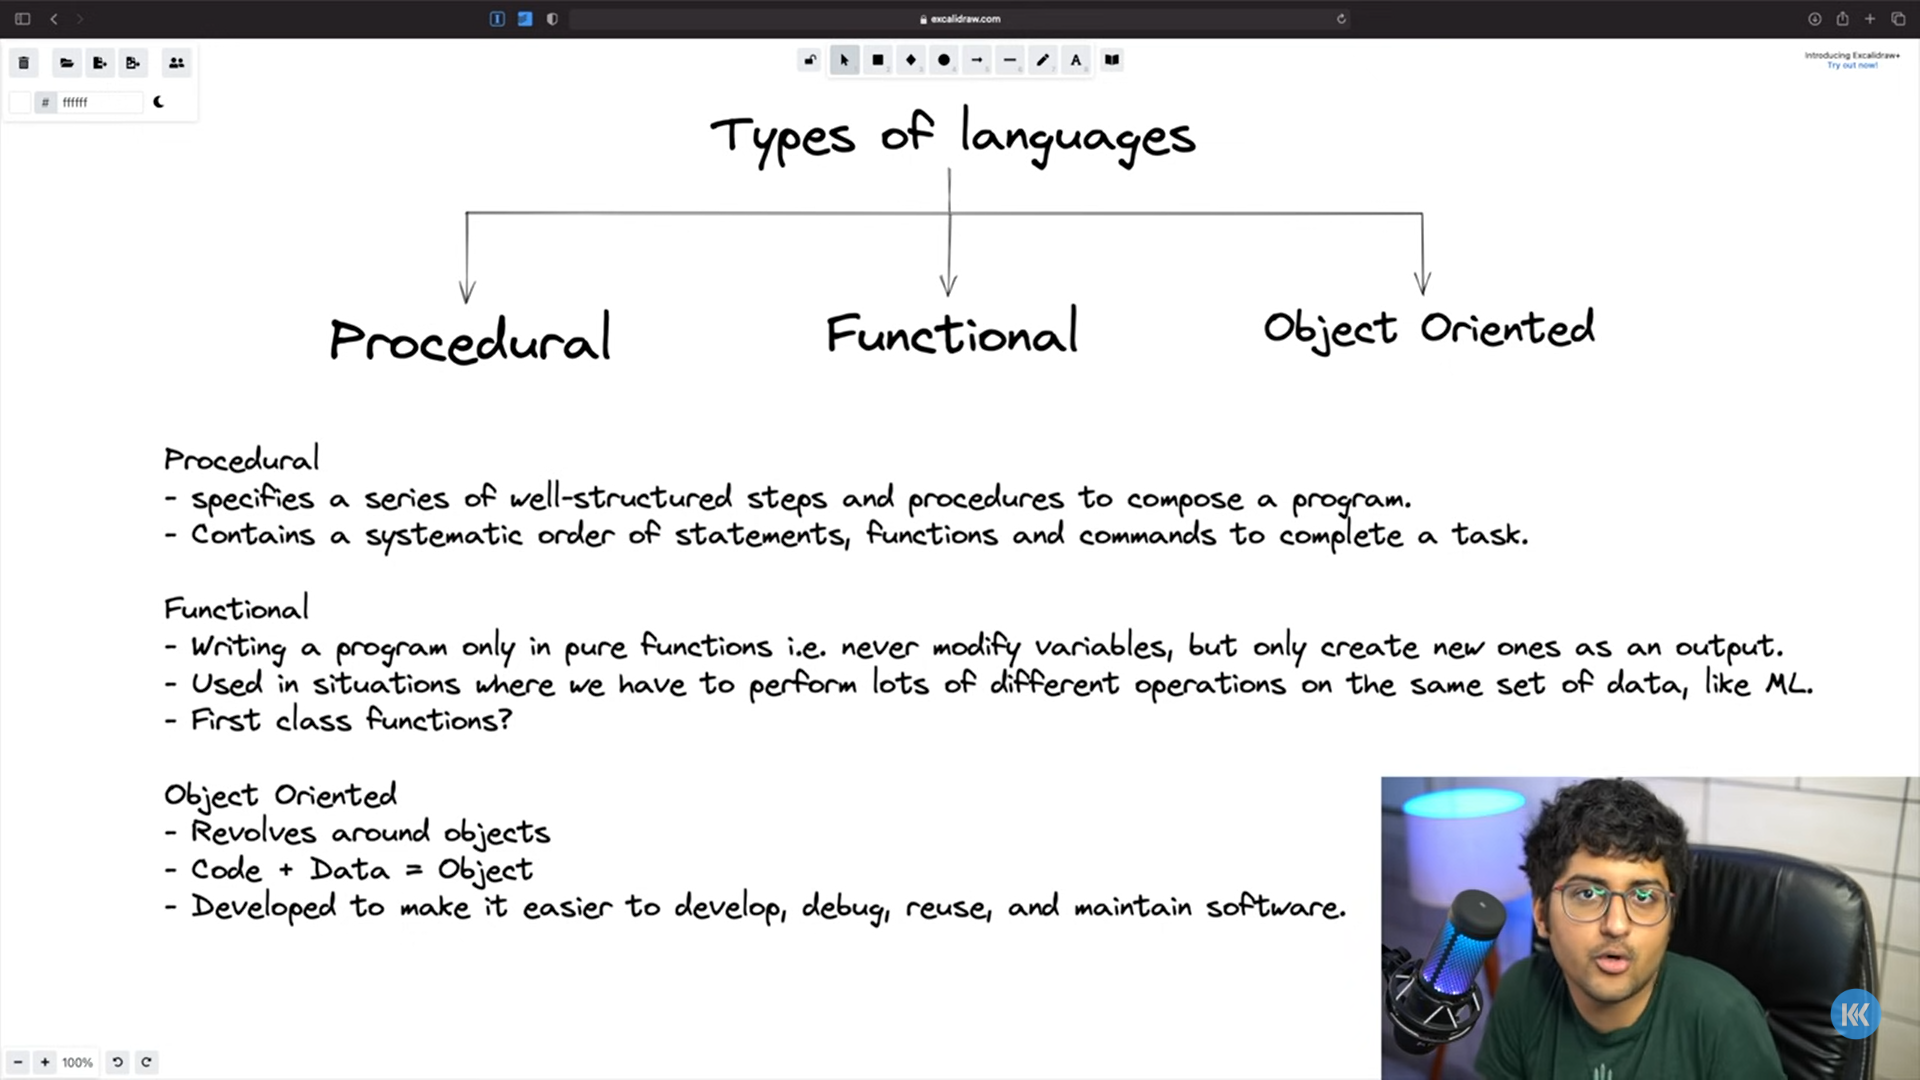 excalidraw.com
Introducing Excalidraw+
Try out now!
# ffffff
Types of languages
Procedural
Functional
Object Oriented
Procedural
- specifies a series of well-structured steps and procedures to compose a program.
- Contains a systematic order of statements, functions and commands to complete a task.
Functional
- Writing a program only in pure functions i.e. never modify variables, but only create new ones as an output.
- Used in situations where we have to perform lots of different operations on the same set of data, like ML.
- First class functions?
Object Oriented
- Revolves around objects
- Code + Data = Object
- Developed to make it easier to develop, debug, reuse, and maintain software.
KK
- + 100%